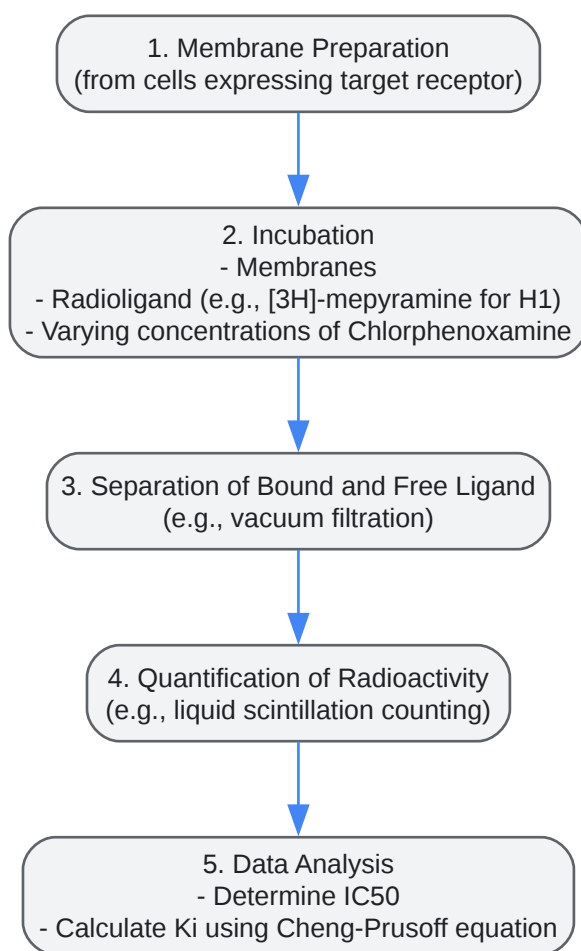 1. Membrane Preparation
(from cells expressing target receptor)
2. Incubation
- Membranes
- Radioligand (e.g., [3H]-mepyramine for H1)
- Varying concentrations of Chlorphenoxamine
3. Separation of Bound and Free Ligand
(e.g., vacuum filtration)
4. Quantification of Radioactivity
(e.g., liquid scintillation counting)
5. Data Analysis
- Determine IC50
- Calculate Ki using Cheng-Prusoff equation